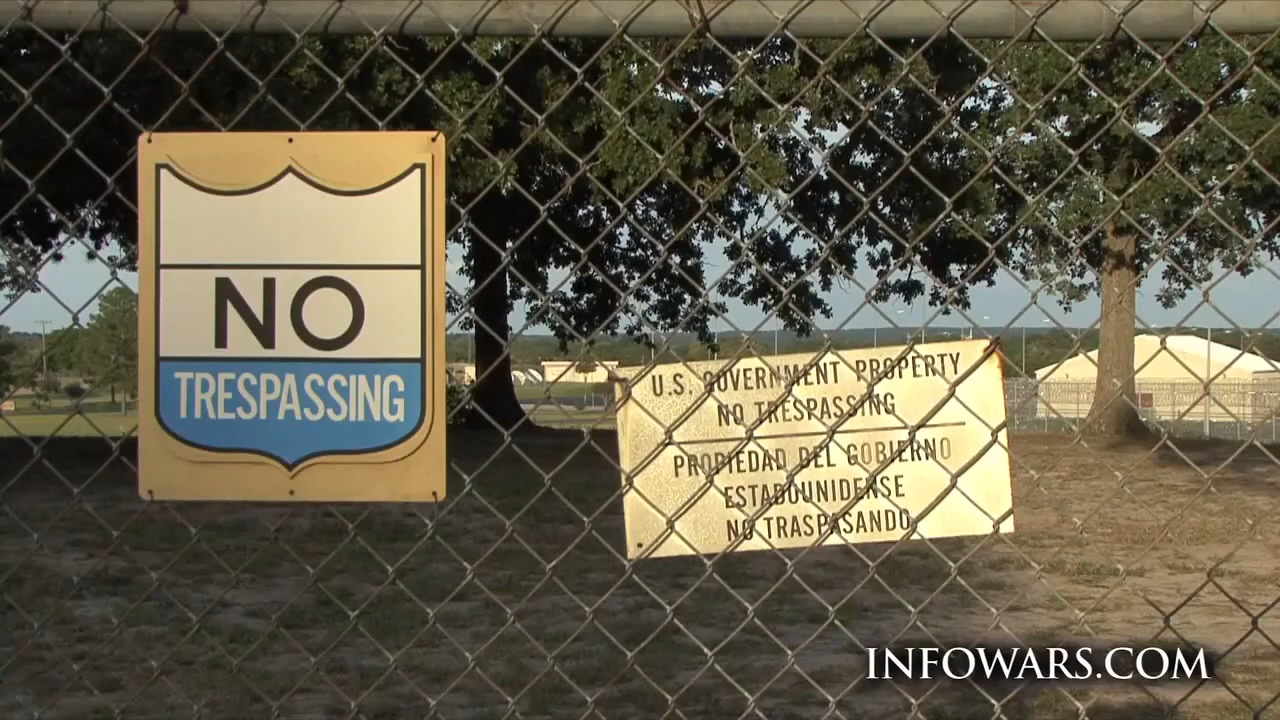 NO
TRESPASSING
U.S. GOVERNMENT PROPERTY
NO TRESPASSING
PROPIEDAD DEL GOBIERNO
ESTADOUNIDENSE
NO TRASPASANDO
INFOWARS.COM